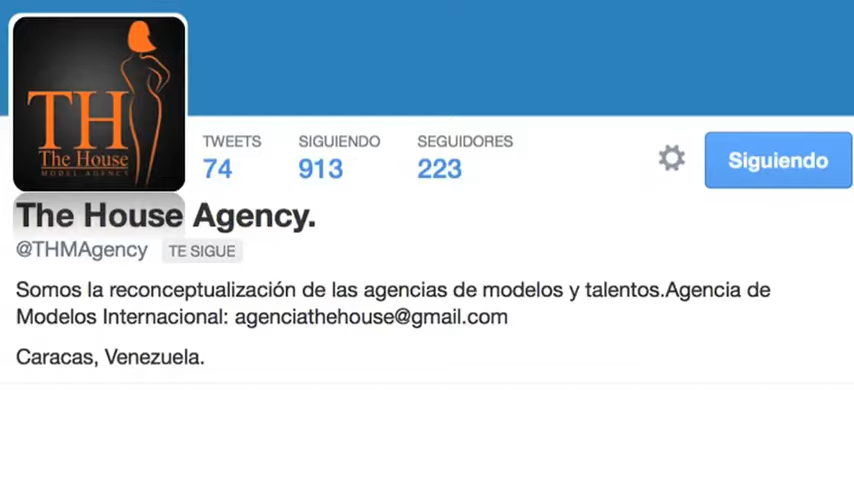 TH
The House
MODEL AGENCY
TWEETS SIGUIENDO SEGUIDORES
74 913 223
Siguiendo
The House Agency.
@THMAgency TE SIGUE
Somos la reconceptualización de las agencias de modelos y talentos.Agencia de
Modelos Internacional: agenciathehouse@gmail.com
Caracas, Venezuela.